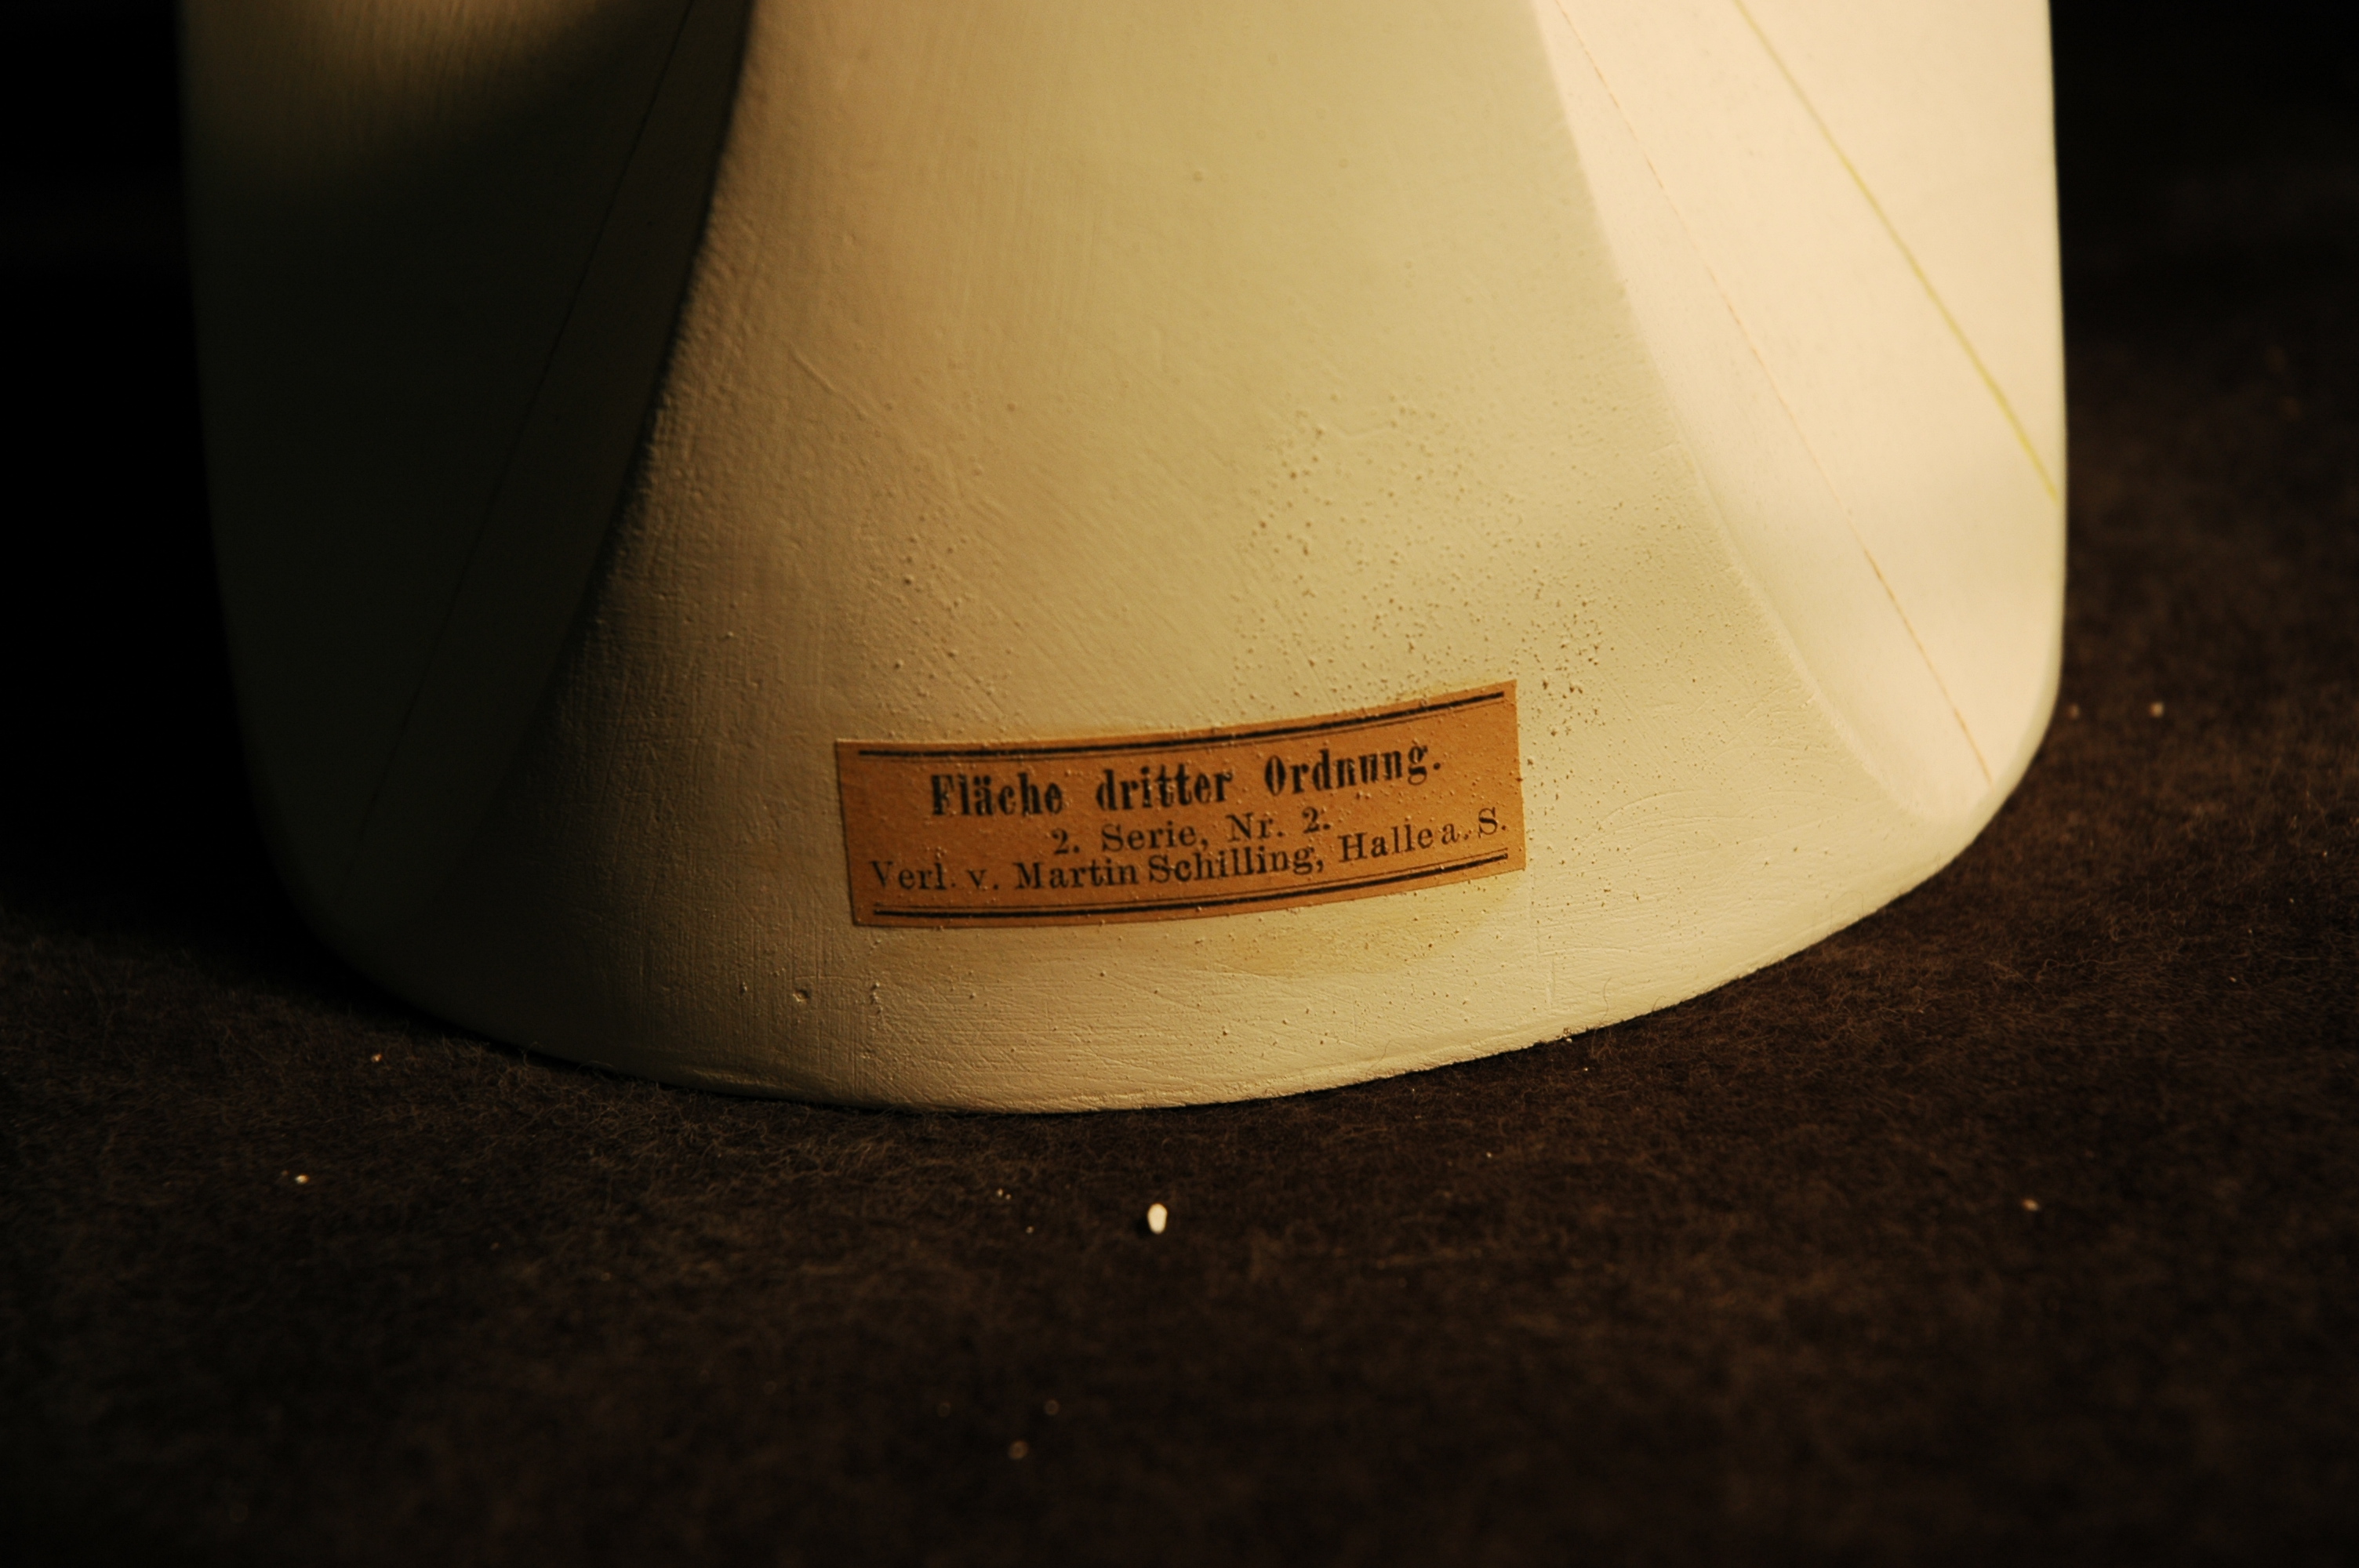 Fläche dritter Ordnung.
2. Serie, Nr. 2.
Verl. v. Martin Schilling, Halle a. S.